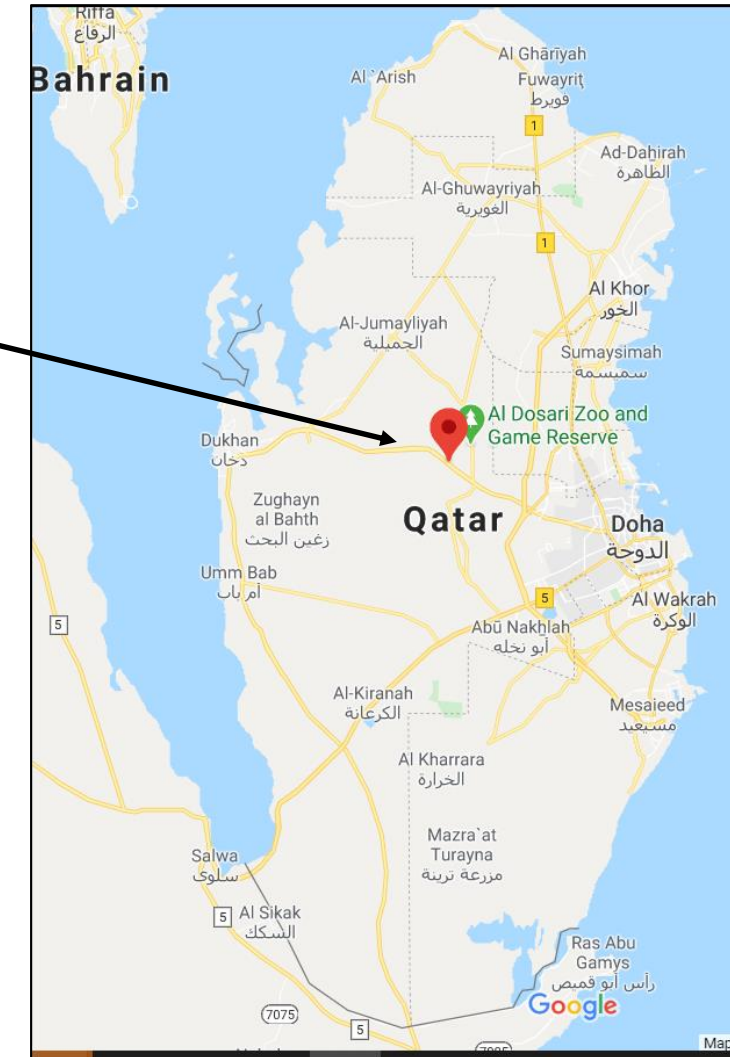 Riffa
الرفاع
Bahrain
Al Ghārīyah
Al `Arish
Fuwayriţ
فويرط
1
Ad-Dahirah
الظاهرة
Al-Ghuwayriyah
الغويرية
1
Al Khor
الخور
Al-Jumayliyah
الجميلية
Sumaysimah
سميسمة
Al Dosari Zoo and
Game Reserve
Dukhan
دخان
Zughayn
al Bahth
زغين البحث
Qatar
Doha
الدوحة
Umm Bab
أم باب
5
Al Wakrah
الوكرة
5
Abū Nakhlah
أبو نخله
Al-Kiranah
الكرعانة
Mesaieed
مسيعيد
Al Kharrara
الخرارة
Mazra`at
Turayna
مزرعة ترينة
Salwa
سلوى
5
Al Sikak
السكك
Ras Abu
Gamys
رأس أبو قميص
Google
7075
5
Map